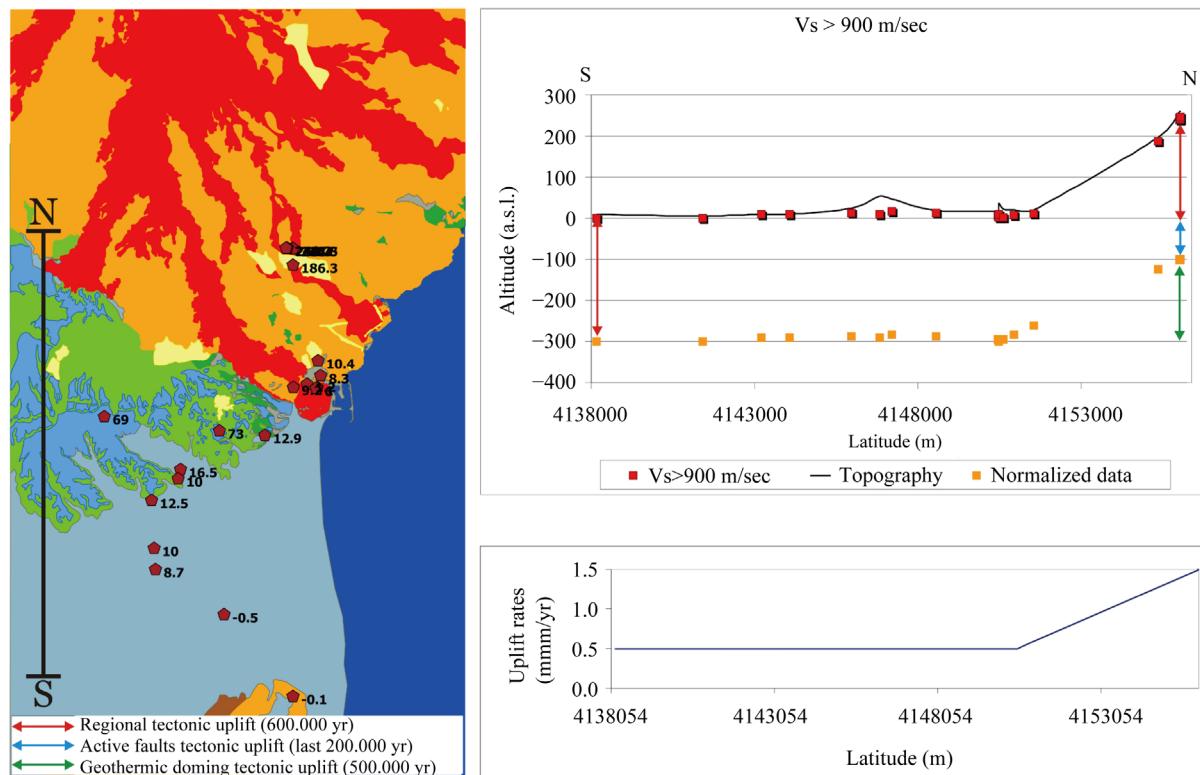 N
186.3
10.4
8.3
9.2
69
73
12.9
16.5
10
12.5
10
8.7
-0.5
S
-0.1
Regional tectonic uplift (600.000 yr)
Active faults tectonic uplift (last 200.000 yr)
Geothermic doming tectonic uplift (500.000 yr)
Vs > 900 m/sec
S
N
300
200
100
0
−100
−200
−300
−400
Altitude (a.s.l.)
4138000 4143000 4148000 4153000
Latitude (m)
Vs>900 m/sec Topography Normalized data
1.5
1.0
0.5
0.0
Uplift rates
(mmm/yr)
4138054 4143054 4148054 4153054
Latitude (m)